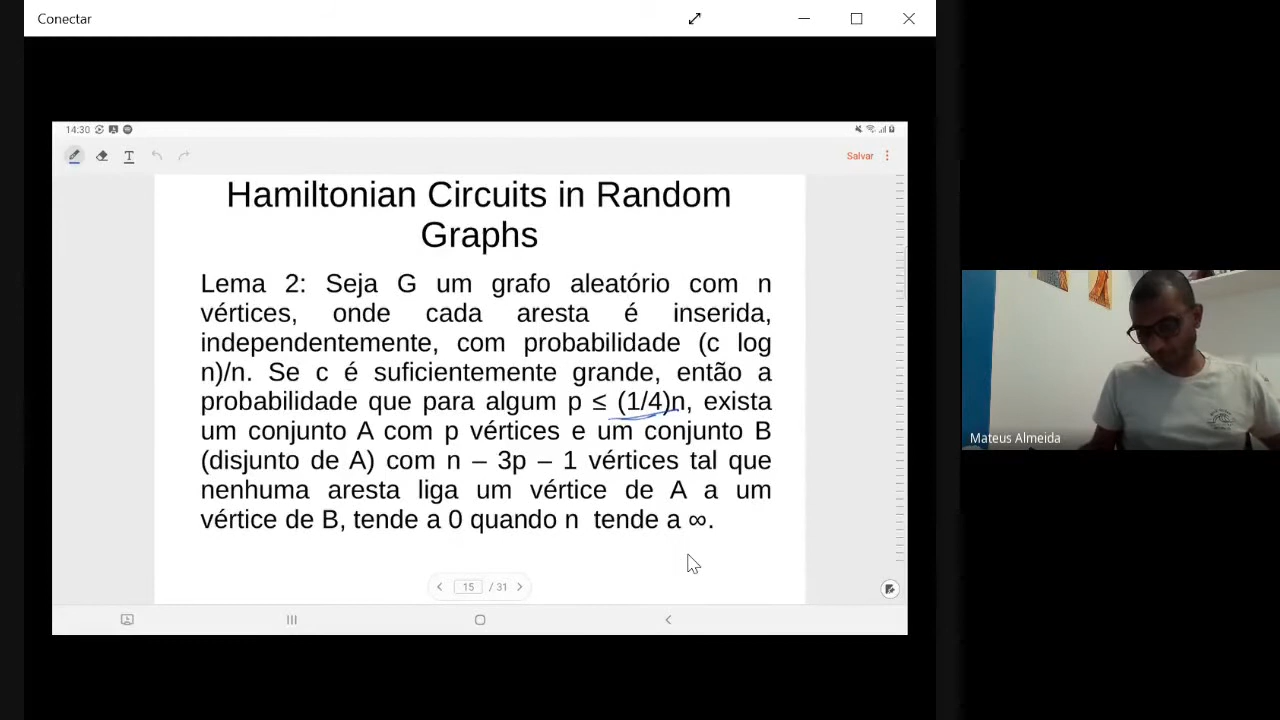 Conectar
14:30
T
Salvar
Hamiltonian Circuits in Random
Graphs
Lema 2: Seja G um grafo aleatório com n
vértices, onde cada aresta é inserida,
independentemente, com probabilidade (c log
n)/n. Se c é suficientemente grande, então a
probabilidade que para algum p ≤ (1/4)n, exista
um conjunto A com p vértices e um conjunto B
(disjunto de A) com n – 3p – 1 vértices tal que
nenhuma aresta liga um vértice de A a um
vértice de B, tende a 0 quando n tende a ∞.
15 / 31
Mateus Almeida